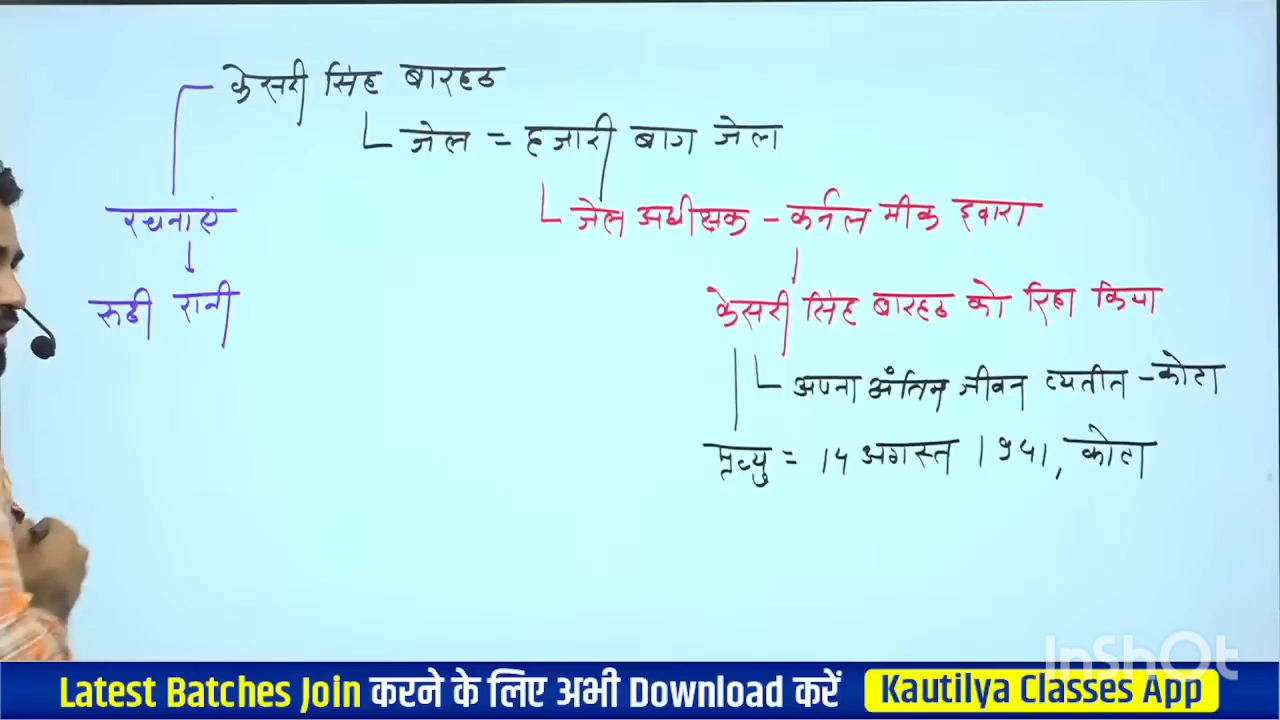 केसरी सिंह बारहठ
जेल = हजारी बाग जेल
रचनाएं
जेल अधीक्षक - कर्नल मीक द्वारा
रूठी रानी
केसरी सिंह बारहठ को रिहा किया
अपना अंतिम जीवन व्यतीत - कोटा
मृत्यु = 14 अगस्त 1941, कोटा
InShOt
Latest Batches Join करने के लिए अभी Download करें Kautilya Classes App